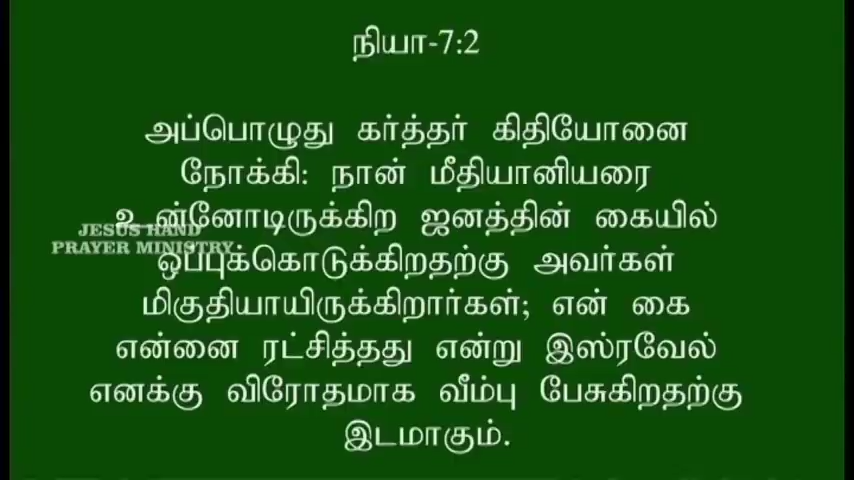 நியா-7:2
அப்பொழுது கர்த்தர் கிதியோனை
நோக்கி: நான் மீதியானியரை
உன்னோடிருக்கிற ஜனத்தின் கையில்
JESUS HAND
PRAYER MINISTRY
ஒப்புக்கொடுக்கிறதற்கு அவர்கள்
மிகுதியாயிருக்கிறார்கள்; என் கை
என்னை ரட்சித்தது என்று இஸ்ரவேல்
எனக்கு விரோதமாக வீம்பு பேசுகிறதற்கு
இடமாகும்.